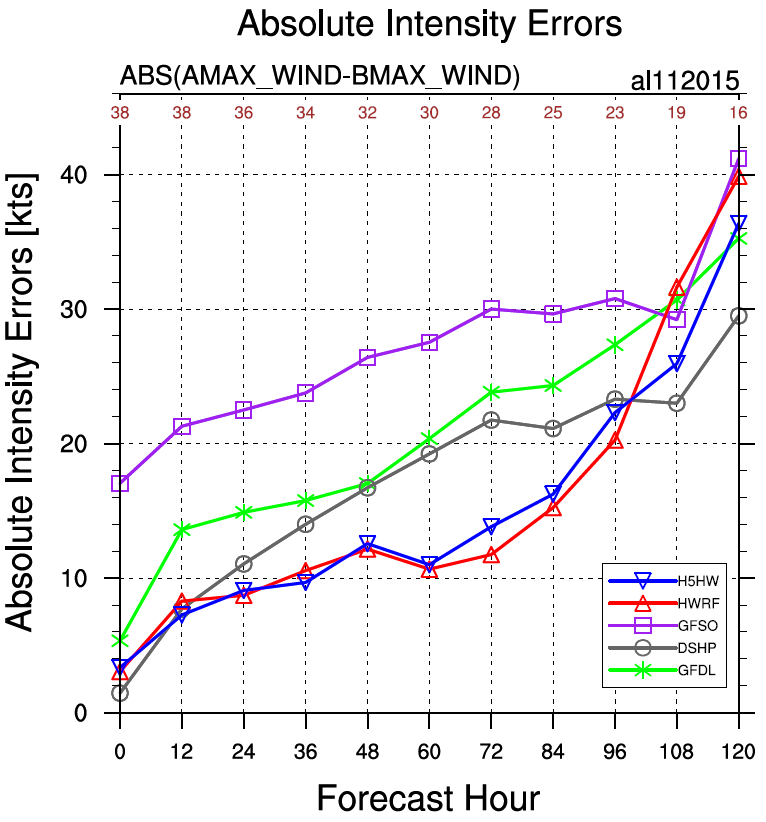 Absolute Intensity Errors
ABS(AMAX_WIND-BMAX_WIND) al112015
38 38 36 34 32 30 28 25 23 19 16
Absolute Intensity Errors [kts]
40
30
20
10
0
H5HW
HWRF
GFSO
DSHP
GFDL
0 12 24 36 48 60 72 84 96 108 120
Forecast Hour